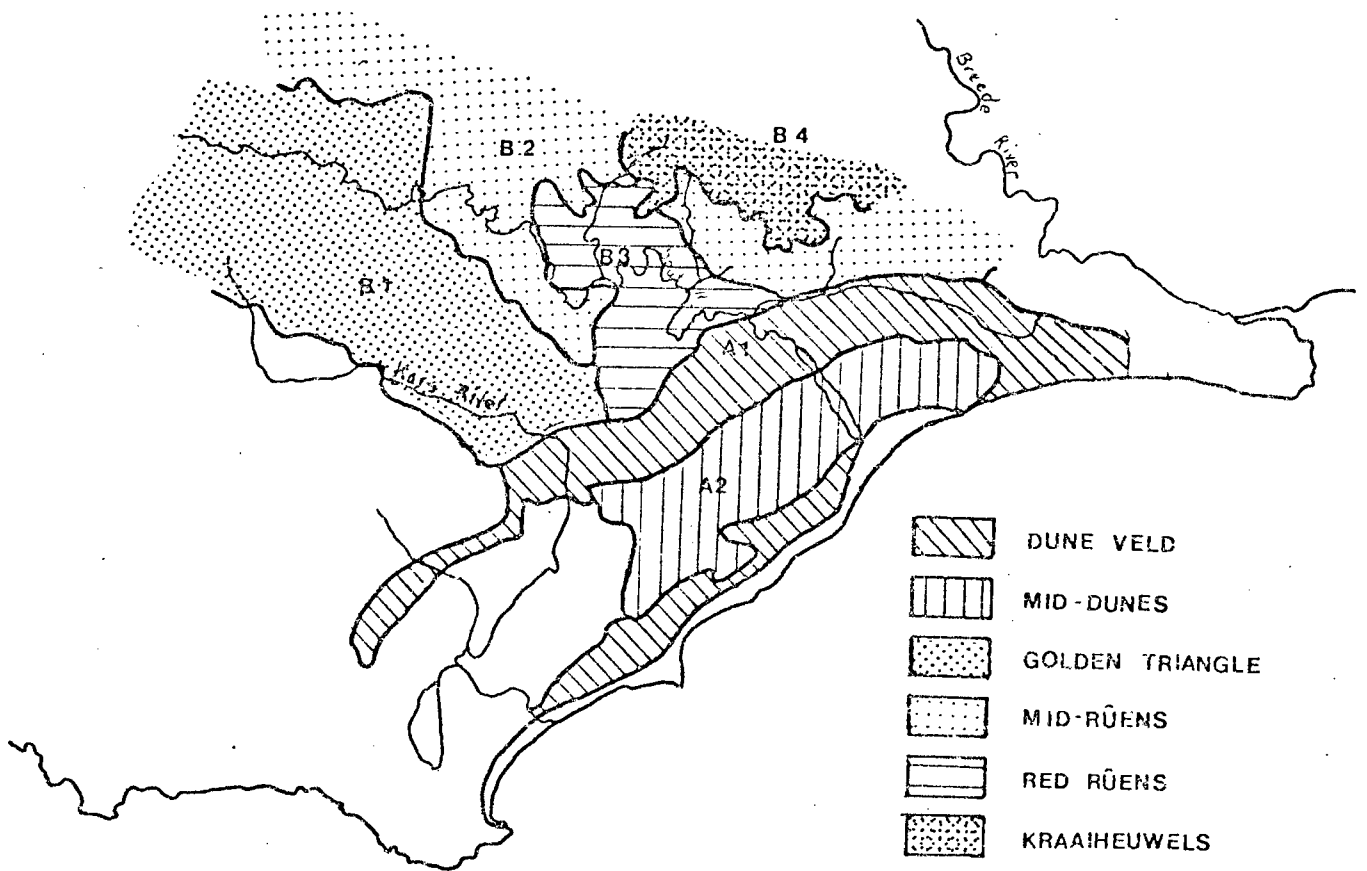 Breede
River
B 2
B 4
B 3
B 1
A 1
Kars River
A2
DUNE VELD
MID-DUNES
GOLDEN TRIANGLE
MID-RÛENS
RED RÛENS
KRAAIHEUWELS